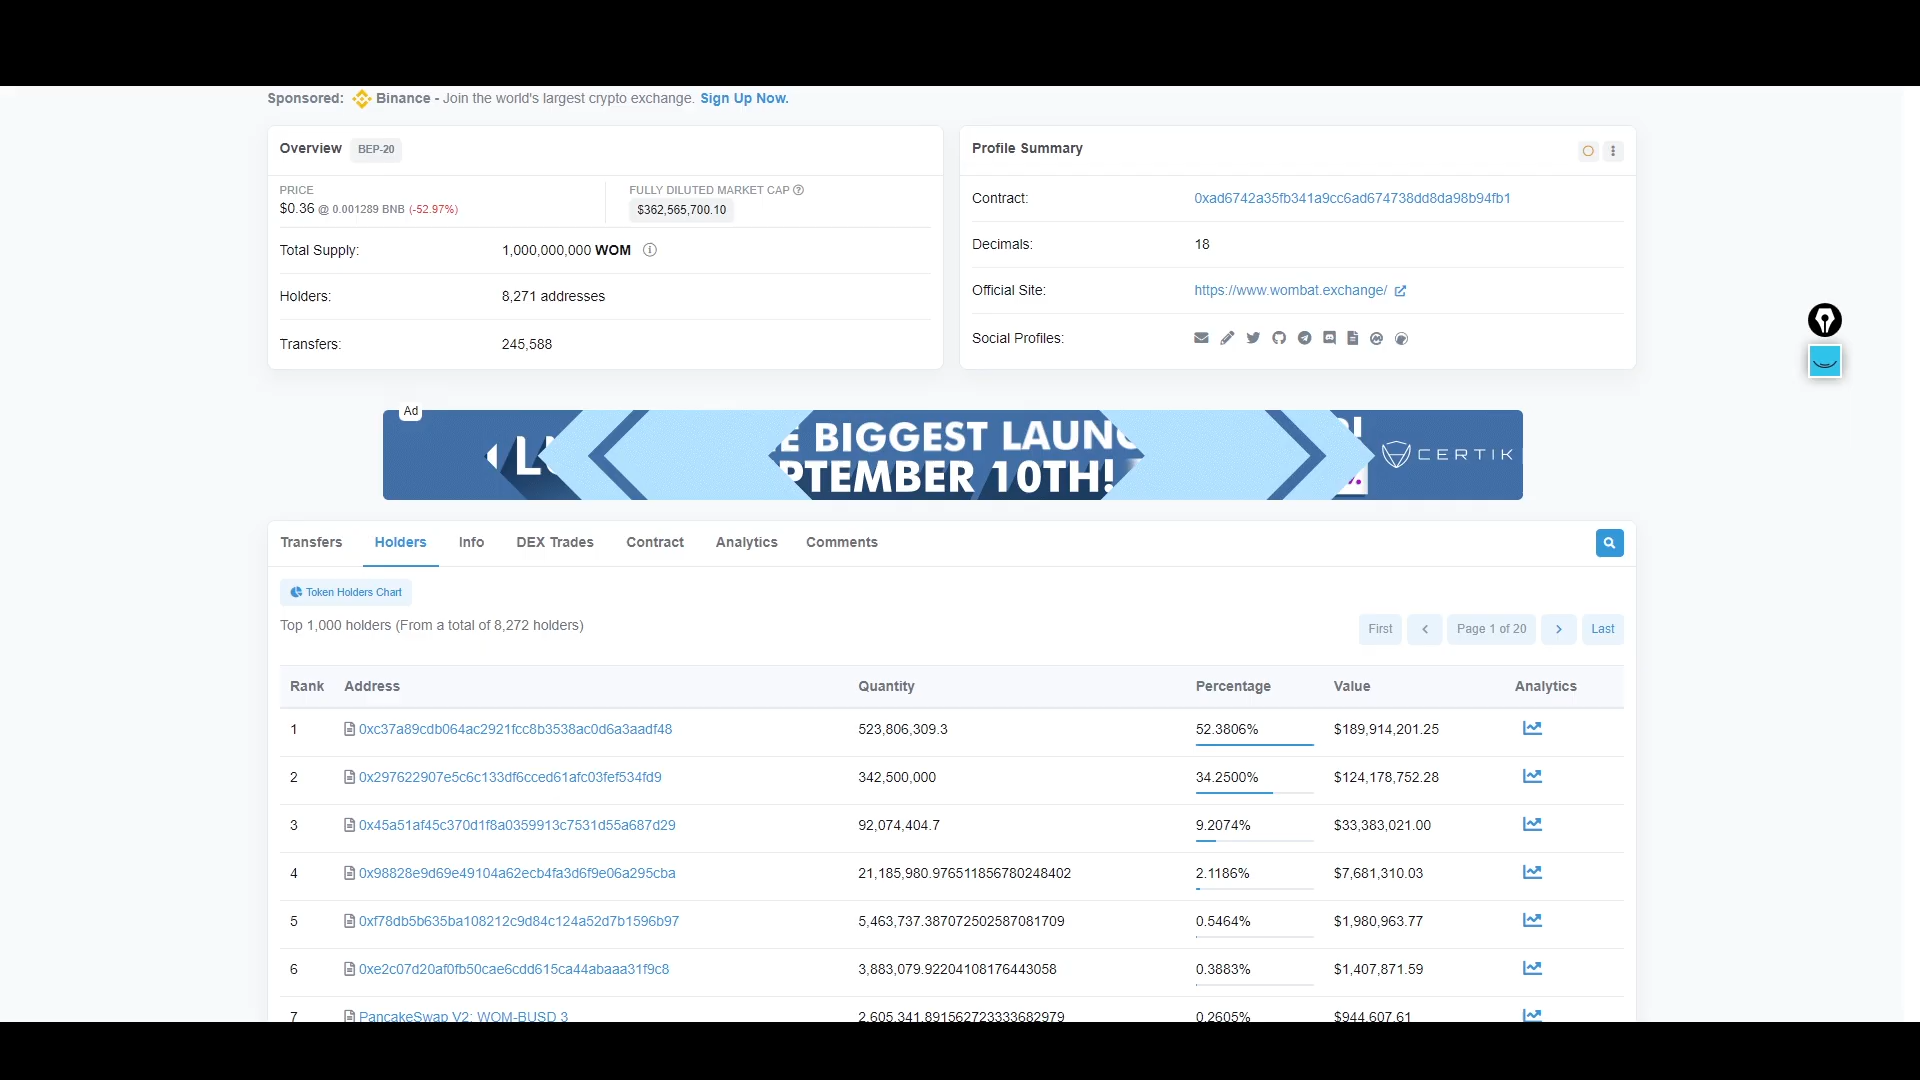 Sponsored: Binance - Join the world's largest crypto exchange. Sign Up Now.
Overview BEP-20
PRICE
$0.36 @ 0.001289 BNB (-52.97%)
FULLY DILUTED MARKET CAP
$362,565,700.10
Total Supply: 1,000,000,000 WOM
Holders: 8,271 addresses
Transfers: 245,588
Profile Summary
Contract: 0xad6742a35fb341a9cc6ad674738dd8da98b94fb1
Decimals: 18
Official Site: https://www.wombat.exchange/
Social Profiles:
Ad
BIGGEST LAUNC
PTEMBER 10TH!
CERTIK
Transfers Holders Info DEX Trades Contract Analytics Comments
Token Holders Chart
Top 1,000 holders (From a total of 8,272 holders)
First Page 1 of 20 Last
Rank Address Quantity Percentage Value Analytics
1 0xc37a89cdb064ac2921fcc8b3538ac0d6a3aadf48 523,806,309.3 52.3806% $189,914,201.25
2 0x297622907e5c6c133df6cced61afc03fef534fd9 342,500,000 34.2500% $124,178,752.28
3 0x45a51af45c370d1f8a0359913c7531d55a687d29 92,074,404.7 9.2074% $33,383,021.00
4 0x98828e9d69e49104a62ecb4fa3d6f9e06a295cba 21,185,980.976511856780248402 2.1186% $7,681,310.03
5 0xf78db5b635ba108212c9d84c124a52d7b1596b97 5,463,737.387072502587081709 0.5464% $1,980,963.77
6 0xe2c07d20af0fb50cae6cdd615ca44abaaa31f9c8 3,883,079.92204108176443058 0.3883% $1,407,871.59
7 PancakeSwap V2: WOM-BUSD 3 2,605,341.891562723333682979 0.2605% $944,607.61